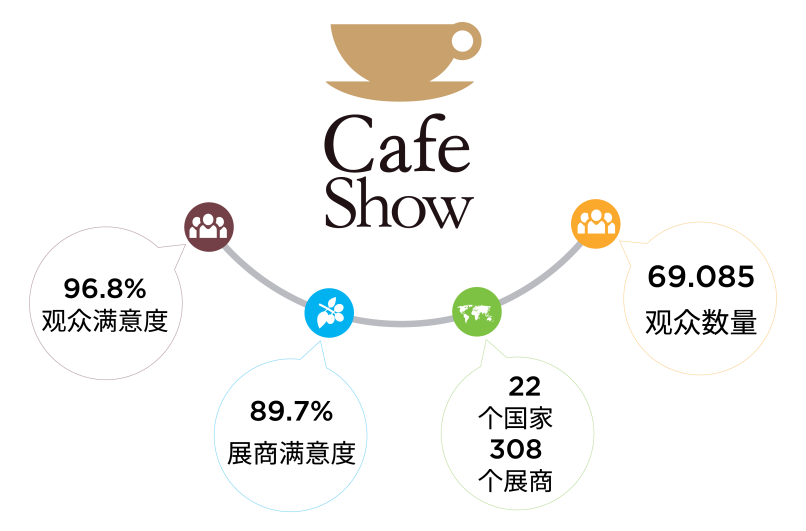 Cafe
Show
96.8%
观众满意度
89.7%
展商满意度
22
个国家
308
个展商
69.085
观众数量